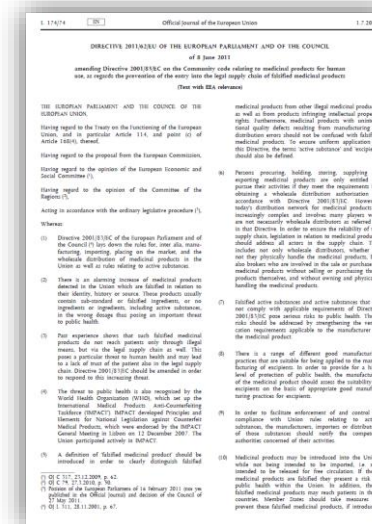 L 174/74 EN Official Journal of the European Union 1.7.20
DIRECTIVE 2011/62/EU OF THE EUROPEAN PARLIAMENT AND OF THE COUNCIL
of 8 June 2011
amending Directive 2001/83/EC on the Community code relating to medicinal products for human
use, as regards the prevention of the entry into the legal supply chain of falsified medicinal products
(Text with EEA relevance)
THE EUROPEAN PARLIAMENT AND THE COUNCIL OF THE
EUROPEAN UNION,
Having regard to the Treaty on the Functioning of the European
Union, and in particular Article 114, and point (c) of
Article 168(4), thereof,
Having regard to the proposal from the European Commission,
Having regard to the opinion of the European Economic and
Social Committee (1),
Having regard to the opinion of the Committee of the
Regions (2),
Acting in accordance with the ordinary legislative procedure (3),
Whereas:
(1) Directive 2001/83/EC of the European Parliament and of
the Council (4) lays down the rules for, inter alia, manu-
facturing, importing, placing on the market, and the
wholesale distribution of medicinal products in the
Union as well as rules relating to active substances.
(2) There is an alarming increase of medicinal products
detected in the Union which are falsified in relation to
their identity, history or source. These products usually
contain sub-standard or falsified ingredients, or no
ingredients or ingredients, including active substances,
in the wrong dosage thus posing an important threat
to public health.
(3) Past experience shows that such falsified medicinal
products do not reach patients only through illegal
means, but via the legal supply chain as well. This
poses a particular threat to human health and may lead
to a lack of trust of the patient also in the legal supply
chain. Directive 2001/83/EC should be amended in order
to respond to this increasing threat.
(4) The threat to public health is also recognised by the
World Health Organisation (WHO), which set up the
International Medical Products Anti-Counterfeiting
Taskforce (IMPACT). IMPACT developed Principles and
Elements for National Legislation against Counterfeit
Medical Products, which were endorsed by the IMPACT
General Meeting in Lisbon on 12 December 2007. The
Union participated actively in IMPACT.
(5) A definition of 'falsified medicinal product' should be
introduced in order to clearly distinguish falsified
(1) OJ C 317, 23.12.2009, p. 62.
(2) OJ C 79, 27.3.2010, p. 50.
(3) Position of the European Parliament of 16 February 2011 (not yet
published in the Official Journal) and decision of the Council of
27 May 2011.
(4) OJ L 311, 28.11.2001, p. 67.
medicinal products from other illegal medicinal produ
as well as from products infringing intellectual prope
rights. Furthermore, medicinal products with uninte
tional quality defects resulting from manufacturing
distribution errors should not be confused with falsif
medicinal products. To ensure uniform application
this Directive, the terms 'active substance' and 'excipie
should also be defined.
(6) Persons procuring, holding, storing, supplying
exporting medicinal products are only entitled
pursue their activities if they meet the requirements
obtaining a wholesale distribution authorisation
accordance with Directive 2001/83/EC. Howev
today's distribution network for medicinal products
increasingly complex and involves many players w
are not necessarily wholesale distributors as referred
in that Directive. In order to ensure the reliability of t
supply chain, legislation in relation to medicinal produc
should address all actors in the supply chain. T
includes not only wholesale distributors, whether
not they physically handle the medicinal products, b
also brokers who are involved in the sale or purchase
medicinal products without selling or purchasing tho
products themselves, and without owning and physica
handling the medicinal products.
(7) Falsified active substances and active substances that
not comply with applicable requirements of Directi
2001/83/EC pose serious risks to public health. Tho
risks should be addressed by strengthening the ver
cation requirements applicable to the manufacturer
the medicinal product.
(8) There is a range of different good manufactur
practices that are suitable for being applied to the man
facturing of excipients. In order to provide for a hi
level of protection of public health, the manufactur
of the medicinal product should assess the suitability
excipients on the basis of appropriate good manufa
turing practices for excipients.
(9) In order to facilitate enforcement of and control
compliance with Union rules relating to acti
substances, the manufacturers, importers or distributo
of those substances should notify the compete
authorities concerned of their activities.
(10) Medicinal products may be introduced into the Uni
while not being intended to be imported, i.e. n
intended to be released for free circulation. If tho
medicinal products are falsified they present a risk
public health within the Union. In addition, tho
falsified medicinal products may reach patients in th
countries. Member States should take measures
prevent these falsified medicinal products, if introduc